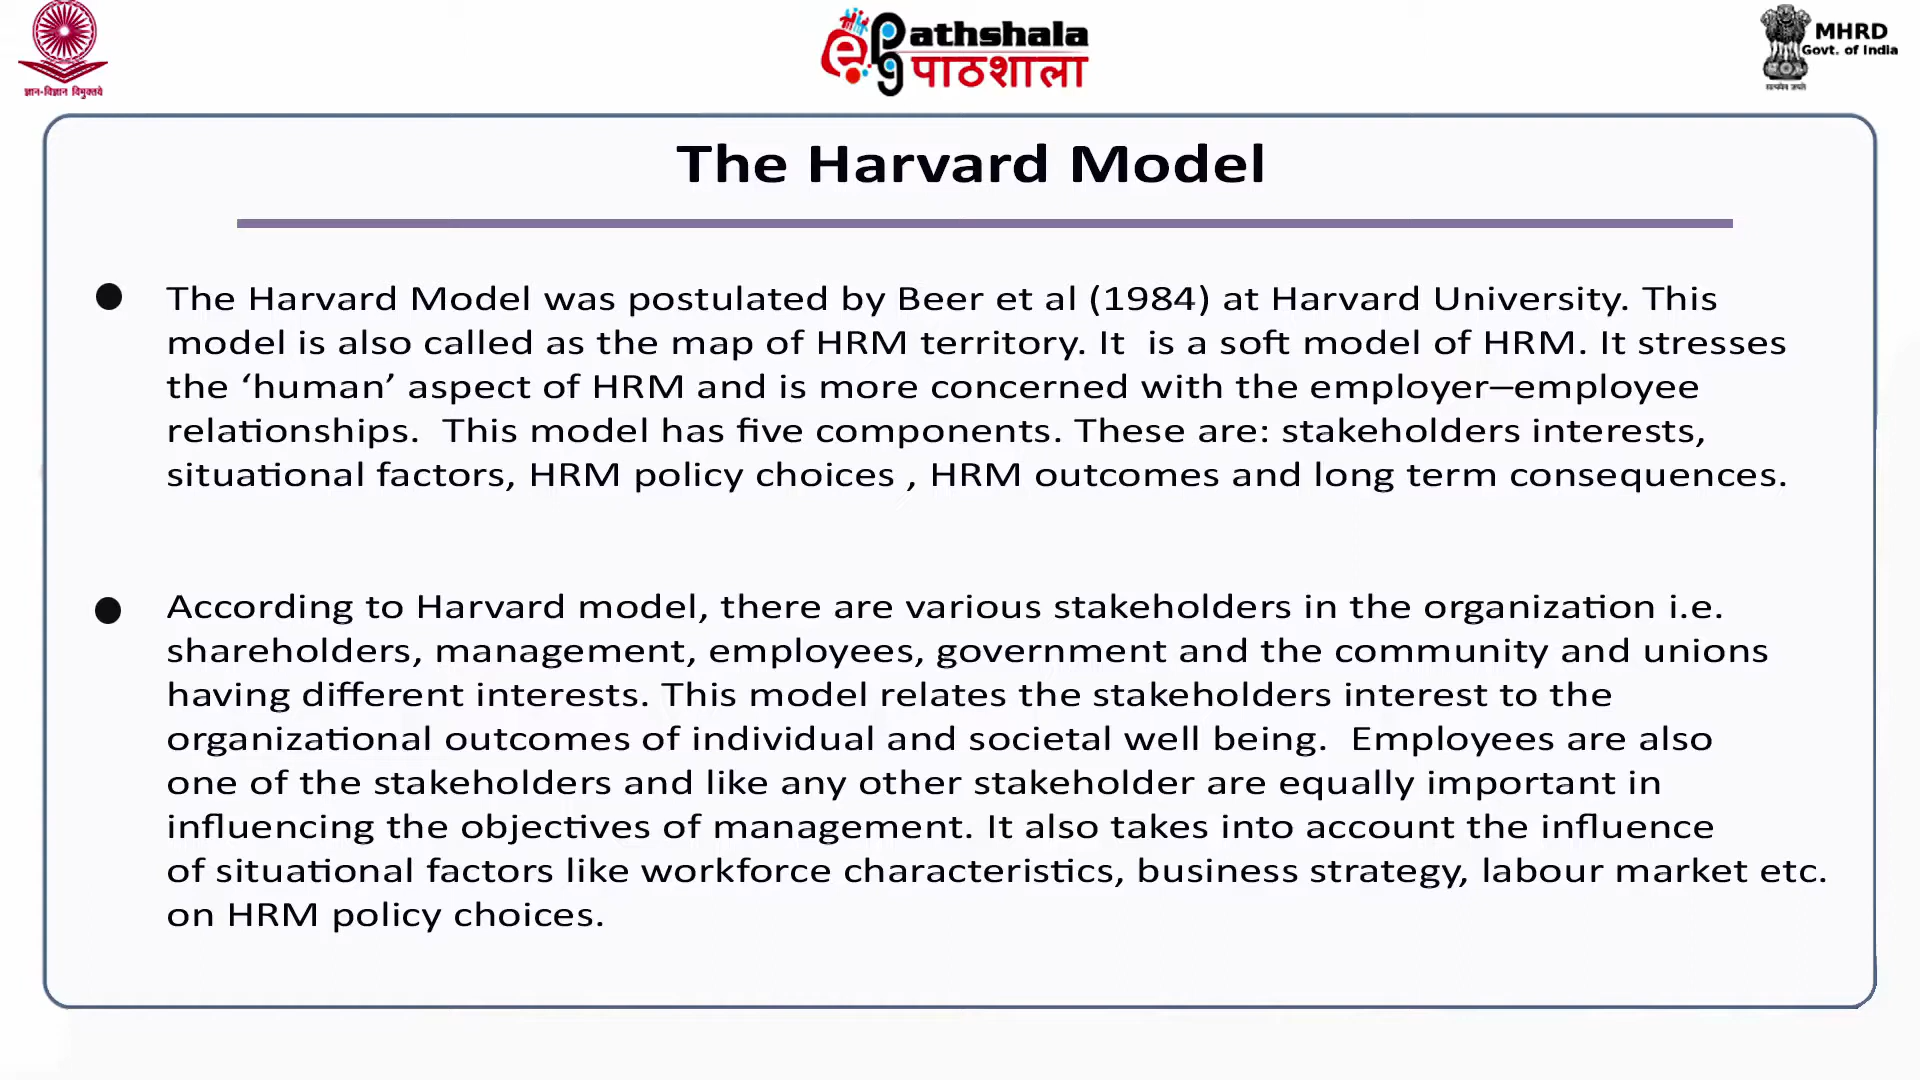 ज्ञान-विज्ञान विमुक्तये
ePathshala
पाठशाला
MHRD
Govt. of India
सत्यमेव जयते
The Harvard Model
● The Harvard Model was postulated by Beer et al (1984) at Harvard University. This
model is also called as the map of HRM territory. It  is a soft model of HRM. It stresses
the ‘human’ aspect of HRM and is more concerned with the employer–employee
relationships.  This model has five components. These are: stakeholders interests,
situational factors, HRM policy choices , HRM outcomes and long term consequences.
● According to Harvard model, there are various stakeholders in the organization i.e.
shareholders, management, employees, government and the community and unions
having different interests. This model relates the stakeholders interest to the
organizational outcomes of individual and societal well being.  Employees are also
one of the stakeholders and like any other stakeholder are equally important in
influencing the objectives of management. It also takes into account the influence
of situational factors like workforce characteristics, business strategy, labour market etc.
on HRM policy choices.